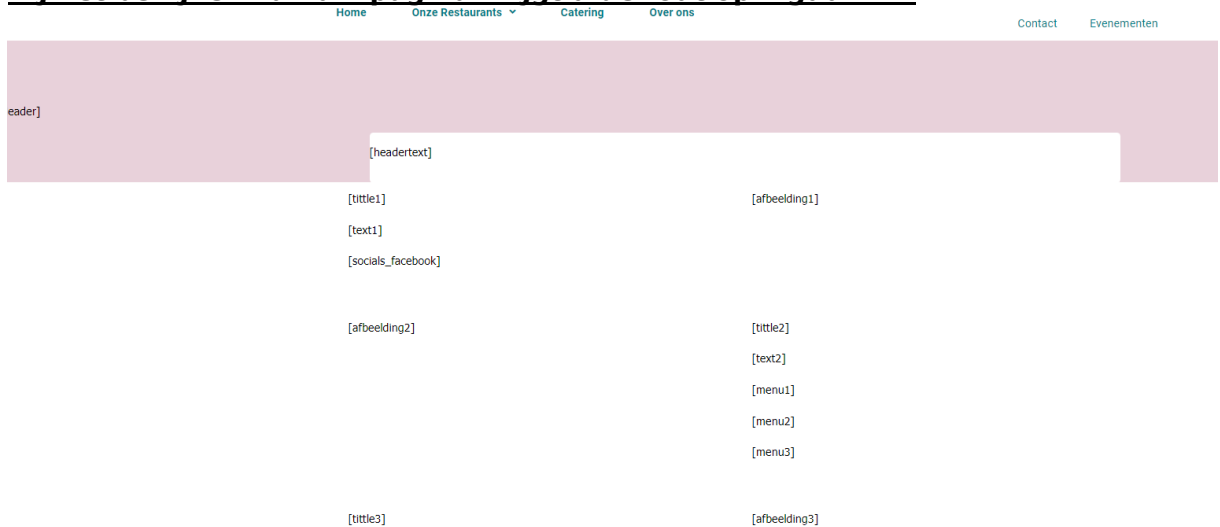 Home Onze Restaurants Catering Over ons
Contact Evenementen
eader]
[headertext]
[tittle1] [afbeelding1]
[text1]
[socials_facebook]
[afbeelding2] [tittle2]
[text2]
[menu1]
[menu2]
[menu3]
[tittle3] [afbeelding3]